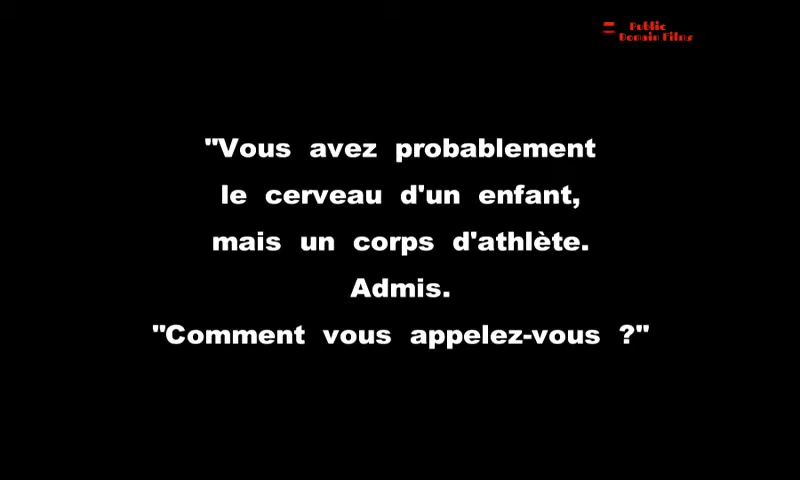 Public
Domain Films
"Vous avez probablement
le cerveau d'un enfant,
mais un corps d'athlète.
Admis.
"Comment vous appelez-vous ?"